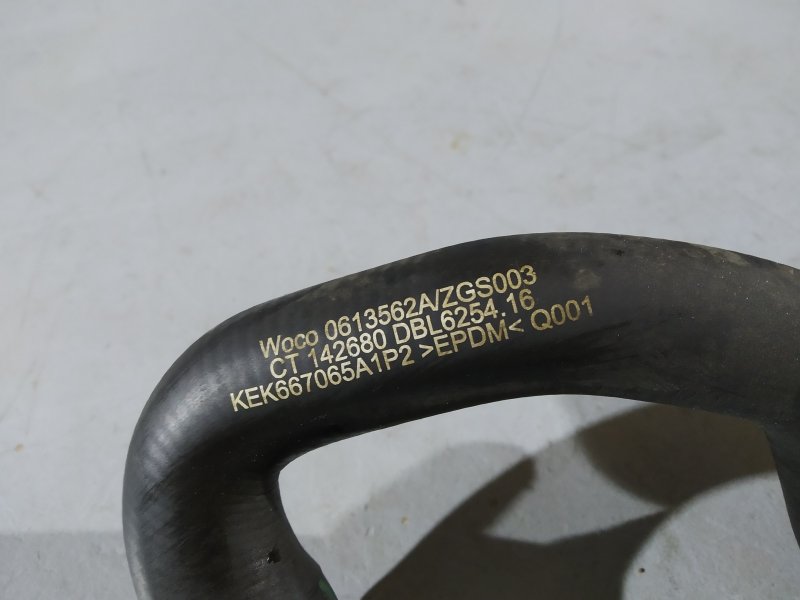 Woco 0613562A/ZGS003
CT 142680 DBL6254.16
KEK667065A1P2 >EPDM< Q001